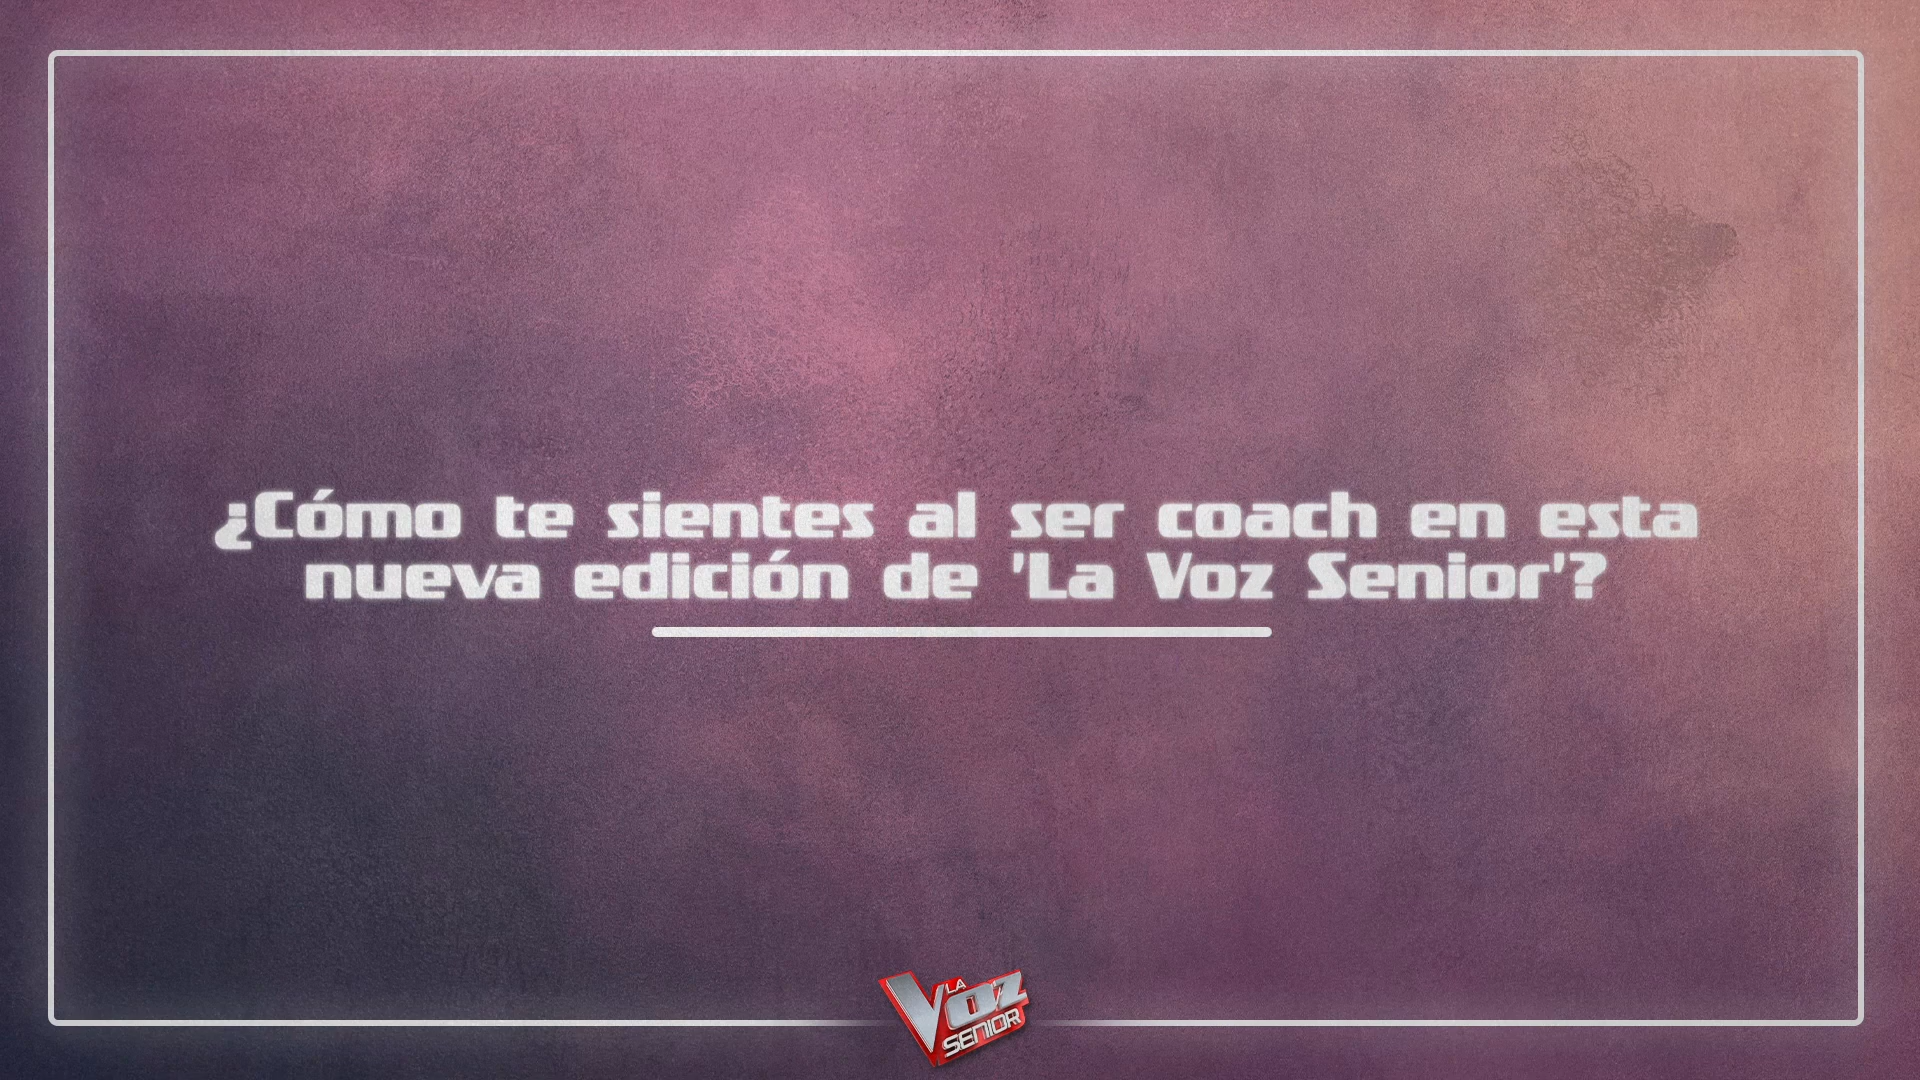 ¿Cómo te sientes al ser coach en esta
nueva edición de 'La Voz Senior'?
LA
Voz
SENIOR